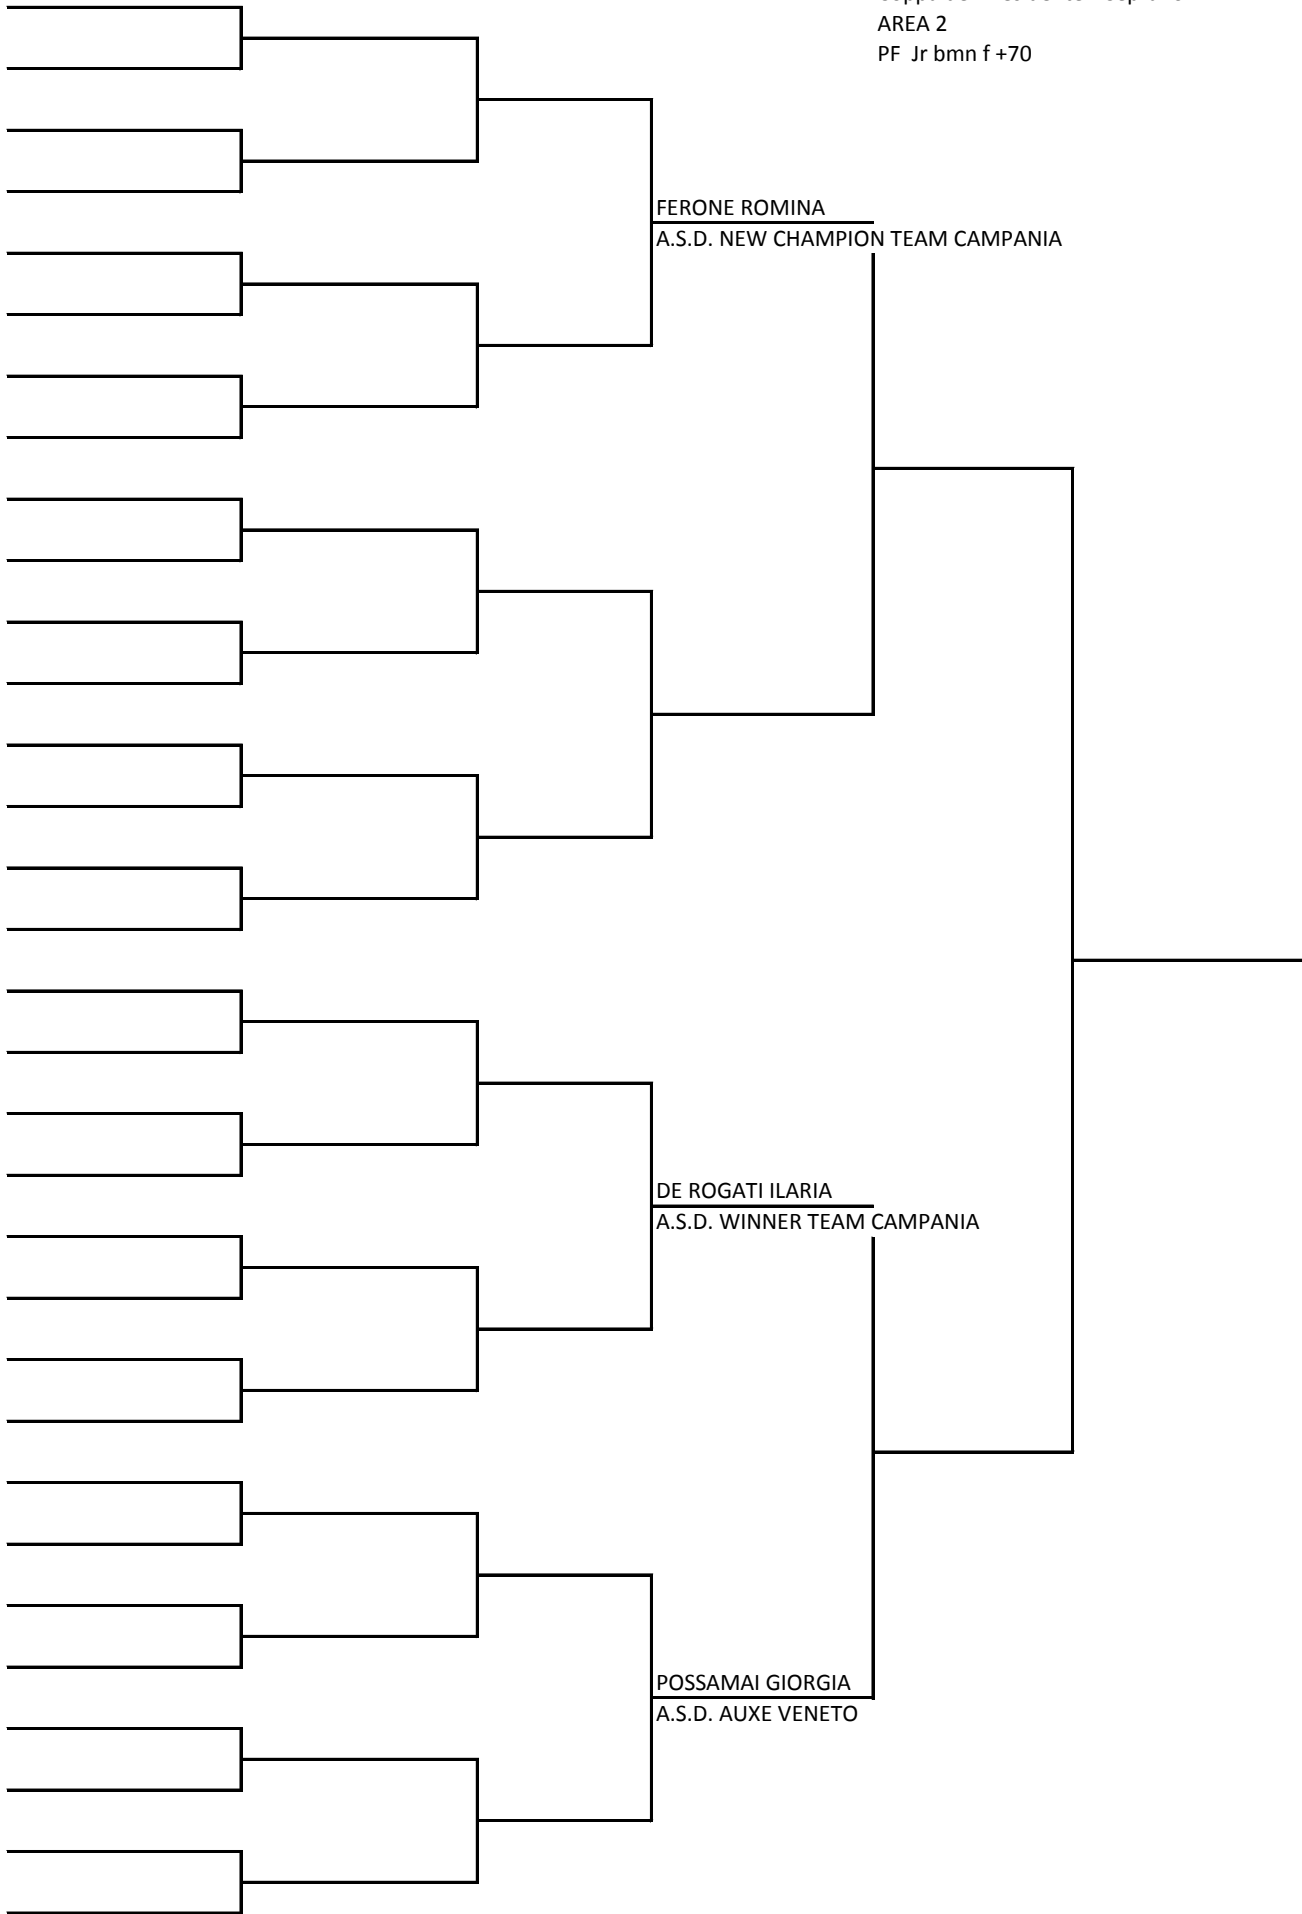 AREA 2
PF Jr bmn f +70
FERONE ROMINA
A.S.D. NEW CHAMPION TEAM CAMPANIA
DE ROGATI ILARIA
A.S.D. WINNER TEAM CAMPANIA
POSSAMAI GIORGIA
A.S.D. AUXE VENETO